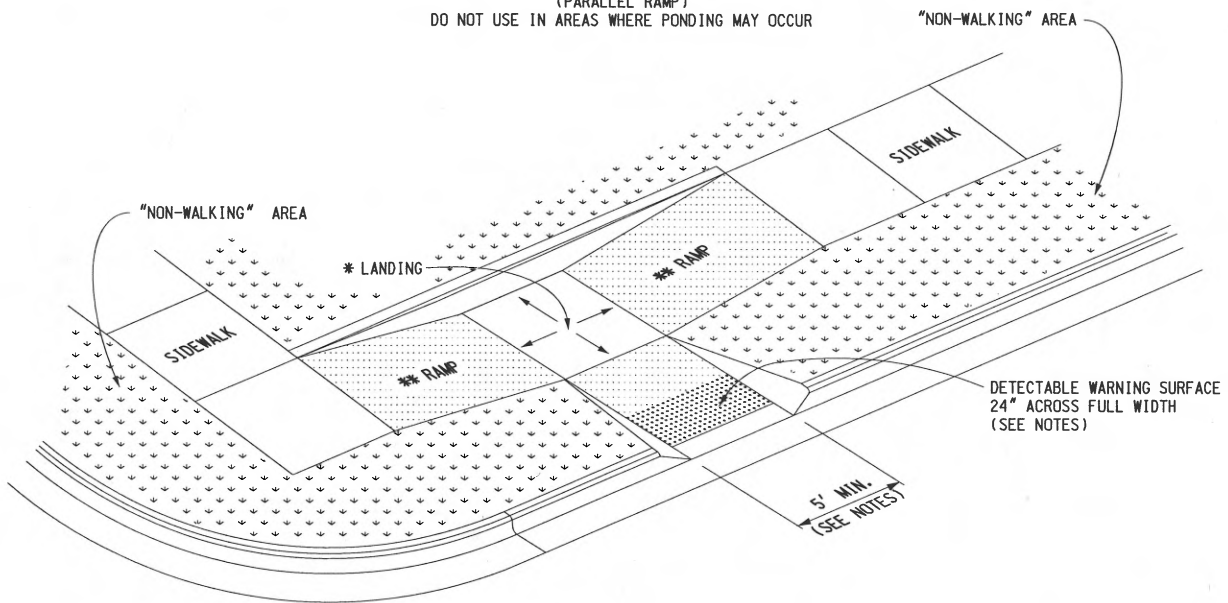 (PARALLEL RAMP)
DO NOT USE IN AREAS WHERE PONDING MAY OCCUR
"NON-WALKING" AREA
SIDEWALK
"NON-WALKING" AREA
** RAMP
* LANDING
SIDEWALK
** RAMP
DETECTABLE WARNING SURFACE
24" ACROSS FULL WIDTH
(SEE NOTES)
5' MIN.
(SEE NOTES)